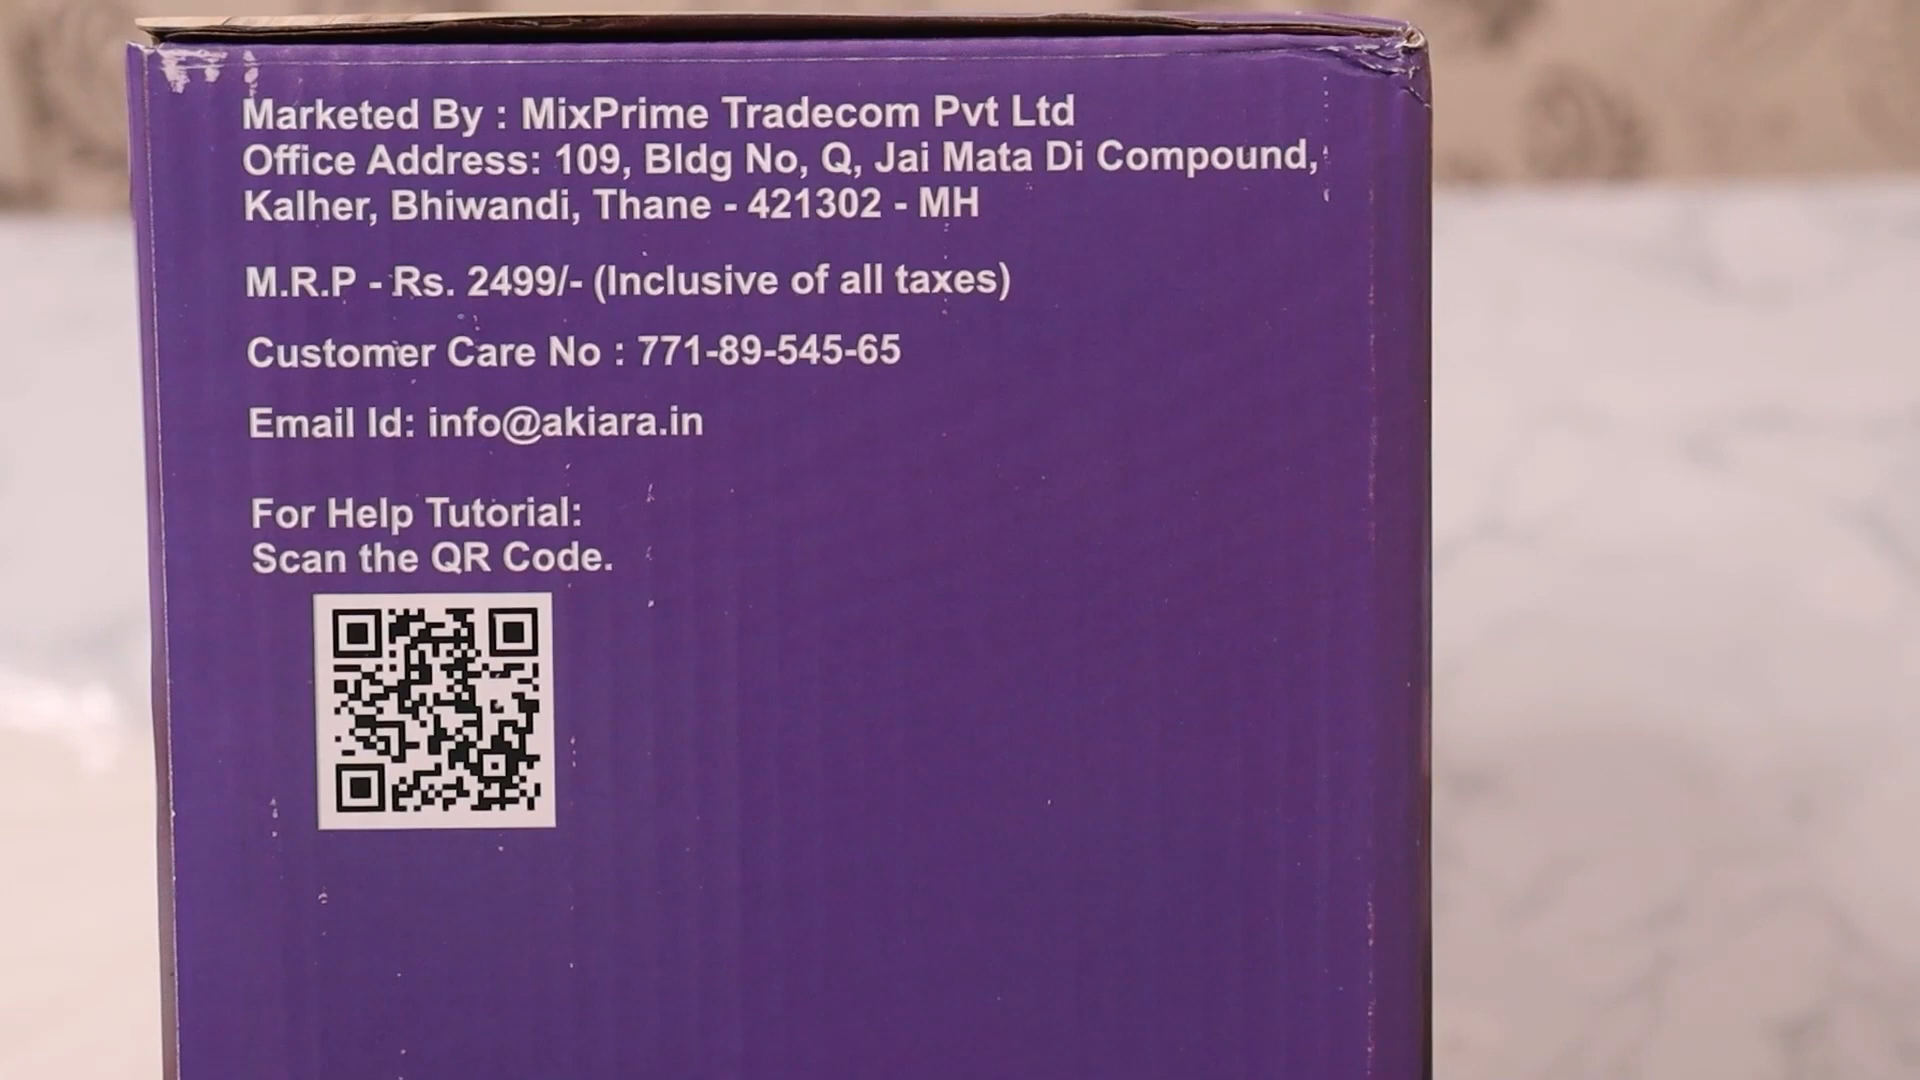 Marketed By : MixPrime Tradecom Pvt Ltd
Office Address: 109, Bldg No, Q, Jai Mata Di Compound,
Kalher, Bhiwandi, Thane - 421302 - MH
M.R.P - Rs. 2499/- (Inclusive of all taxes)
Customer Care No : 771-89-545-65
Email Id: info@akiara.in
For Help Tutorial:
Scan the QR Code.